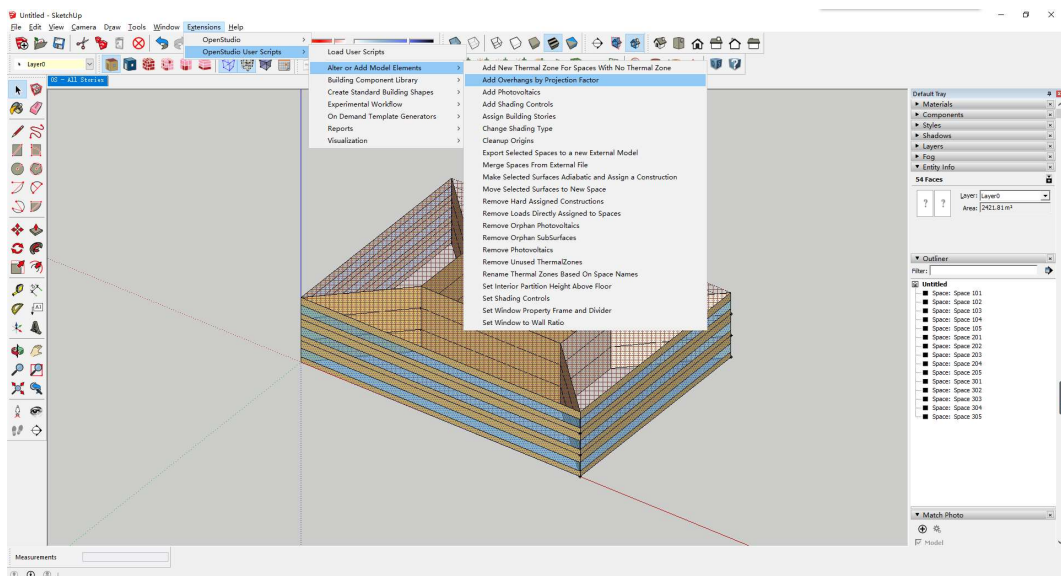 Untitled - SketchUp
File Edit View Camera Draw Tools Window Extensions Help
OpenStudio
OpenStudio User Scripts
Load User Scripts
Alter or Add Model Elements
Building Component Library
Create Standard Building Shapes
Experimental Workflow
On Demand Template Generators
Reports
Visualization
Add New Thermal Zone For Spaces With No Thermal Zone
Add Overhangs by Projection Factor
Add Photovoltaics
Add Shading Controls
Assign Building Stories
Change Shading Type
Cleanup Origins
Export Selected Spaces to a new External Model
Merge Spaces From External File
Make Selected Surfaces Adiabatic and Assign a Construction
Move Selected Surfaces to New Space
Remove Hard Assigned Constructions
Remove Loads Directly Assigned to Spaces
Remove Orphan Photovoltaics
Remove Orphan SubSurfaces
Remove Photovoltaics
Remove Unused ThermalZones
Rename Thermal Zones Based On Space Names
Set Interior Partition Height Above Floor
Set Shading Controls
Set Window Property Frame and Divider
Set Window to Wall Ratio
Layer0
OS - All Stories
Default Tray
Materials
Components
Styles
Shadows
Layers
Fog
Entity Info
54 Faces
? ?
Layer: Layer0
Area: 2421.81 m²
Outliner
Filter:
Untitled
Space: Space 101
Space: Space 102
Space: Space 103
Space: Space 104
Space: Space 105
Space: Space 201
Space: Space 202
Space: Space 203
Space: Space 204
Space: Space 205
Space: Space 301
Space: Space 302
Space: Space 303
Space: Space 304
Space: Space 305
Match Photo
Model
Measurements